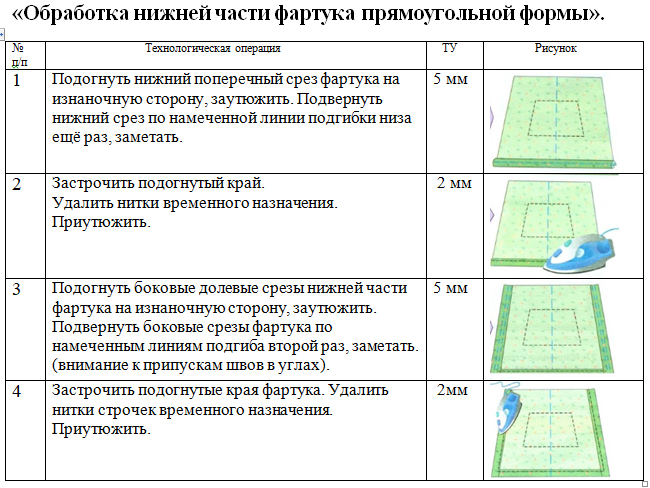 «Обработка нижней части фартука прямоугольной формы».
№ п/п Технологическая операция ТУ Рисунок
1 Подогнуть нижний поперечный срез фартука на 5 мм
изнаночную сторону, заутюжить. Подвернуть
нижний срез по намеченной линии подгибки низа
ещё раз, заметать.
2 Застрочить подогнутый край. 2 мм
Удалить нитки временного назначения.
Приутюжить.
3 Подогнуть боковые долевые срезы нижней части 5 мм
фартука на изнаночную сторону, заутюжить.
Подвернуть боковые срезы фартука по
намеченным линиям подгиба второй раз, заметать.
(внимание к припускам швов в углах).
4 Застрочить подогнутые края фартука. Удалить 2мм
нитки строчек временного назначения.
Приутюжить.